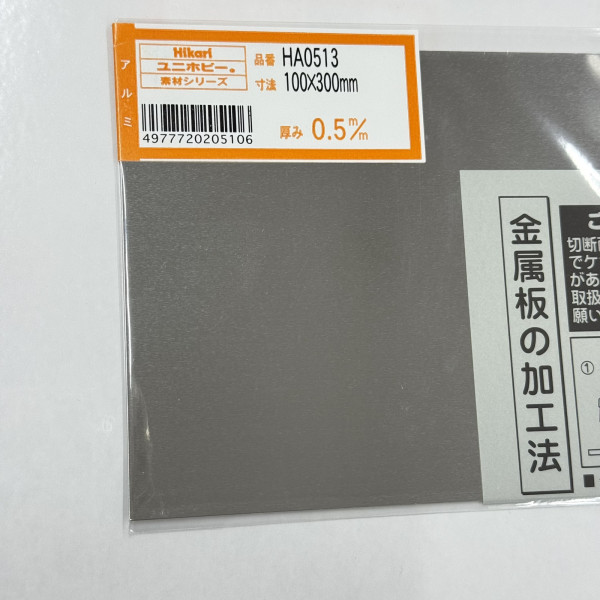 アルミ
Hikari
ユニホビー®
素材シリーズ
品番 HA0513
寸法 100×300mm
4977720205106
厚み 0.5m/m
金属板の加工法
切断
でケ
があ
取扱
願い
①